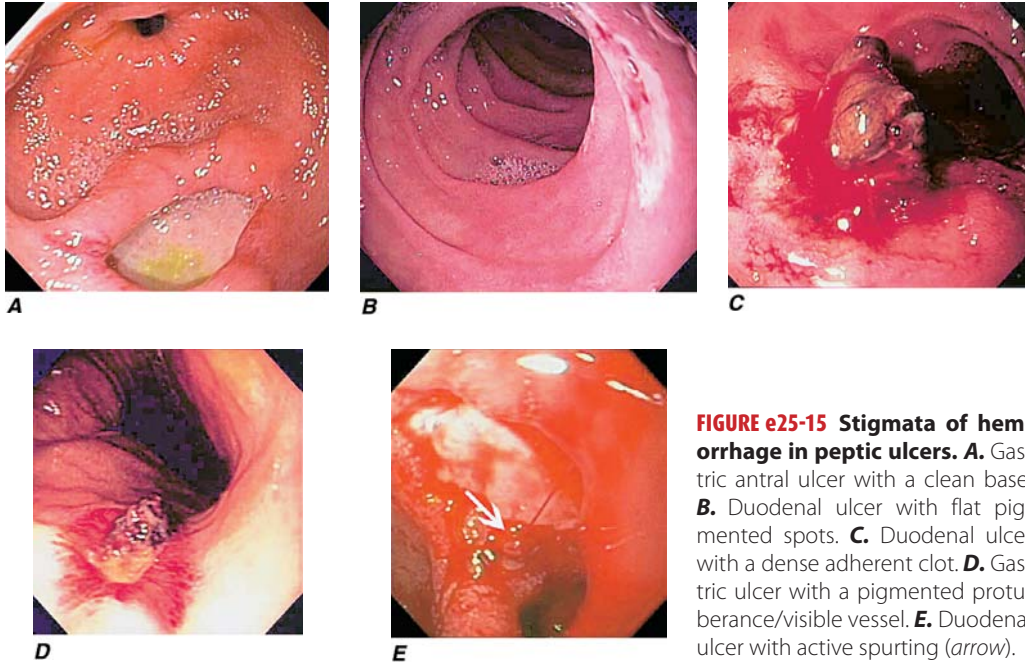 A
B
C
D
E
FIGURE e25-15 Stigmata of hem
orrhage in peptic ulcers. A. Gas
tric antral ulcer with a clean base
B. Duodenal ulcer with flat pig
mented spots. C. Duodenal ulce
with a dense adherent clot. D. Gas
tric ulcer with a pigmented protu
berance/visible vessel. E. Duodena
ulcer with active spurting (arrow).